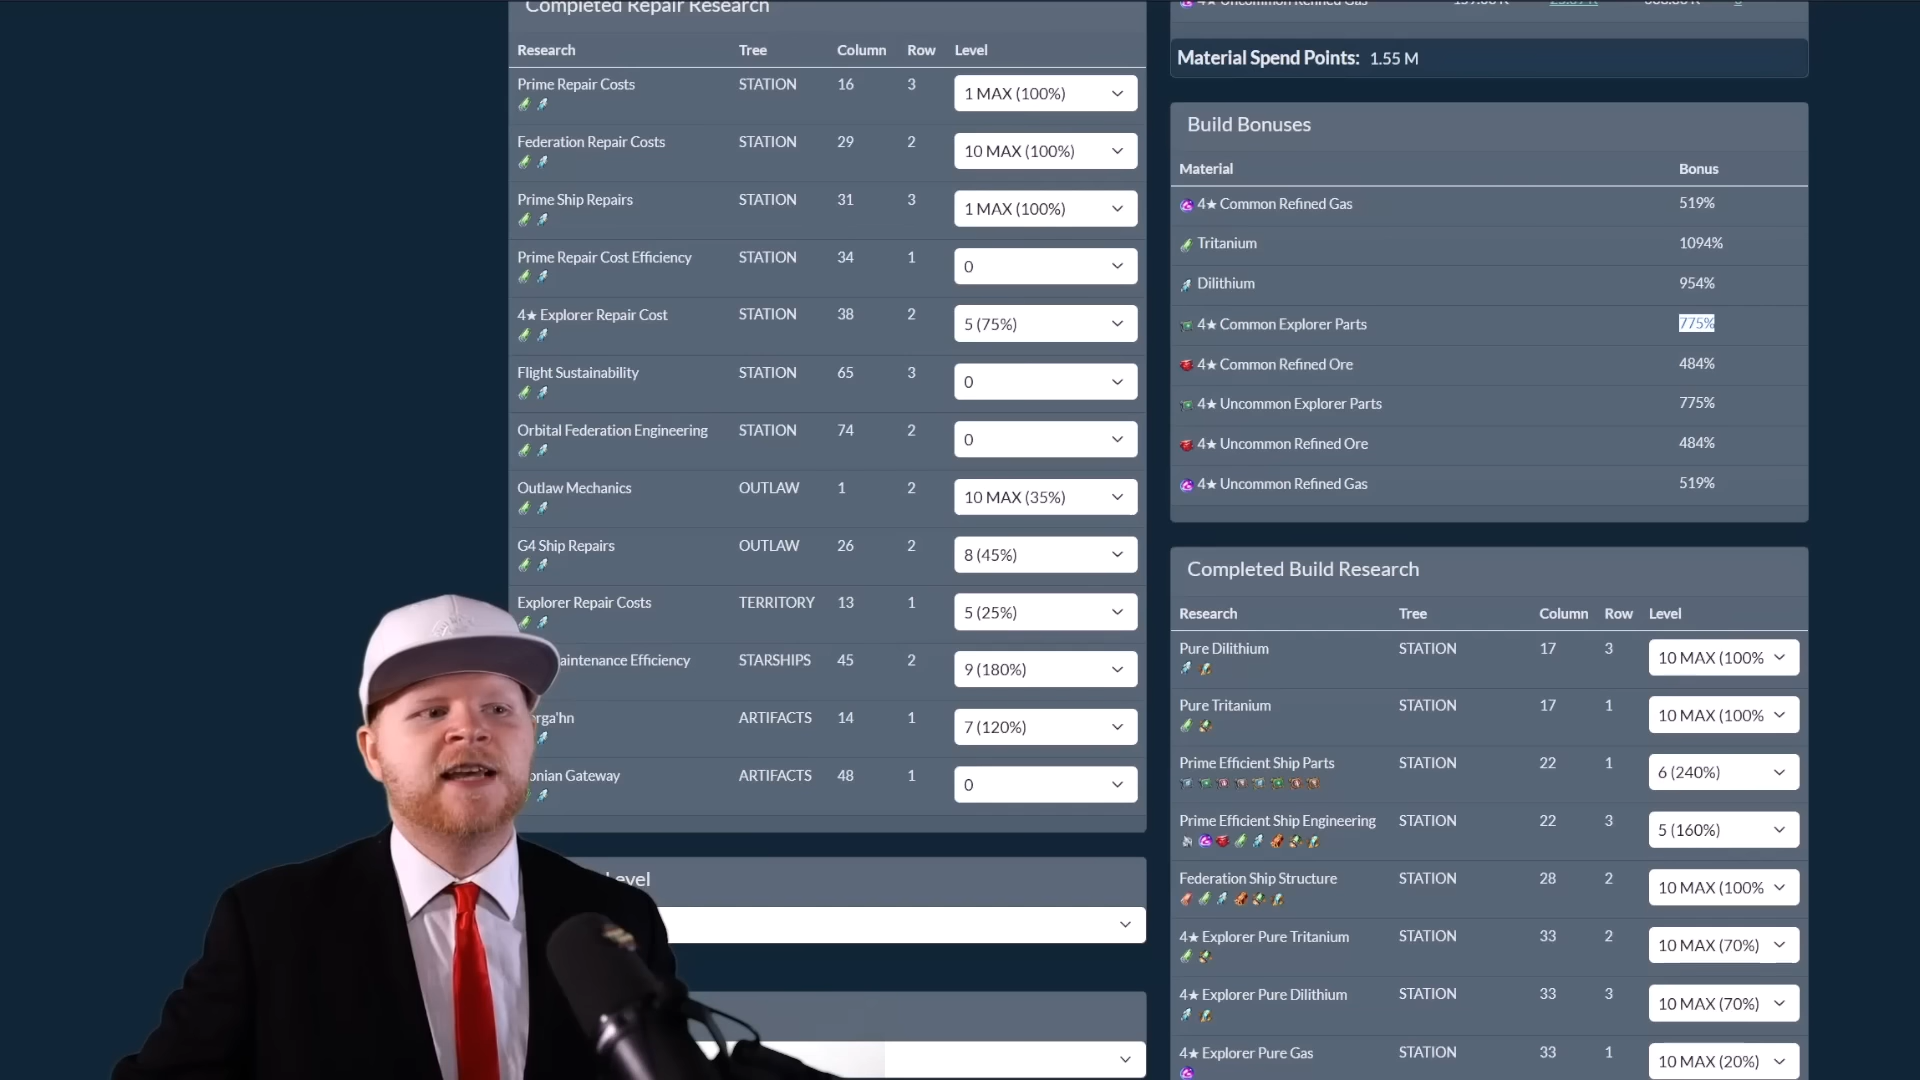 Completed Repair Research
Research Tree Column Row Level
Prime Repair Costs STATION 16 3 1 MAX (100%)
Federation Repair Costs STATION 29 2 10 MAX (100%)
Prime Ship Repairs STATION 31 3 1 MAX (100%)
Prime Repair Cost Efficiency STATION 34 1 0
4★ Explorer Repair Cost STATION 38 2 5 (75%)
Flight Sustainability STATION 65 3 0
Orbital Federation Engineering STATION 74 2 0
Outlaw Mechanics OUTLAW 1 2 10 MAX (35%)
G4 Ship Repairs OUTLAW 26 2 8 (45%)
Explorer Repair Costs TERRITORY 13 1 5 (25%)
Efficiency STARSHIPS 45 2 9 (180%)
ARTIFACTS 14 1 7 (120%)
Gateway ARTIFACTS 48 1 0
Level
4★ Uncommon Refined Gas
Material Spend Points: 1.55 M
Build Bonuses
Material Bonus
4★ Common Refined Gas 519%
Tritanium 1094%
Dilithium 954%
4★ Common Explorer Parts 775%
4★ Common Refined Ore 484%
4★ Uncommon Explorer Parts 775%
4★ Uncommon Refined Ore 484%
4★ Uncommon Refined Gas 519%
Completed Build Research
Research Tree Column Row Level
Pure Dilithium STATION 17 3 10 MAX (100%
Pure Tritanium STATION 17 1 10 MAX (100%
Prime Efficient Ship Parts STATION 22 1 6 (240%)
Prime Efficient Ship Engineering STATION 22 3 5 (160%)
Federation Ship Structure STATION 28 2 10 MAX (100%
4★ Explorer Pure Tritanium STATION 33 2 10 MAX (70%)
4★ Explorer Pure Dilithium STATION 33 3 10 MAX (70%)
4★ Explorer Pure Gas STATION 33 1 10 MAX (20%)